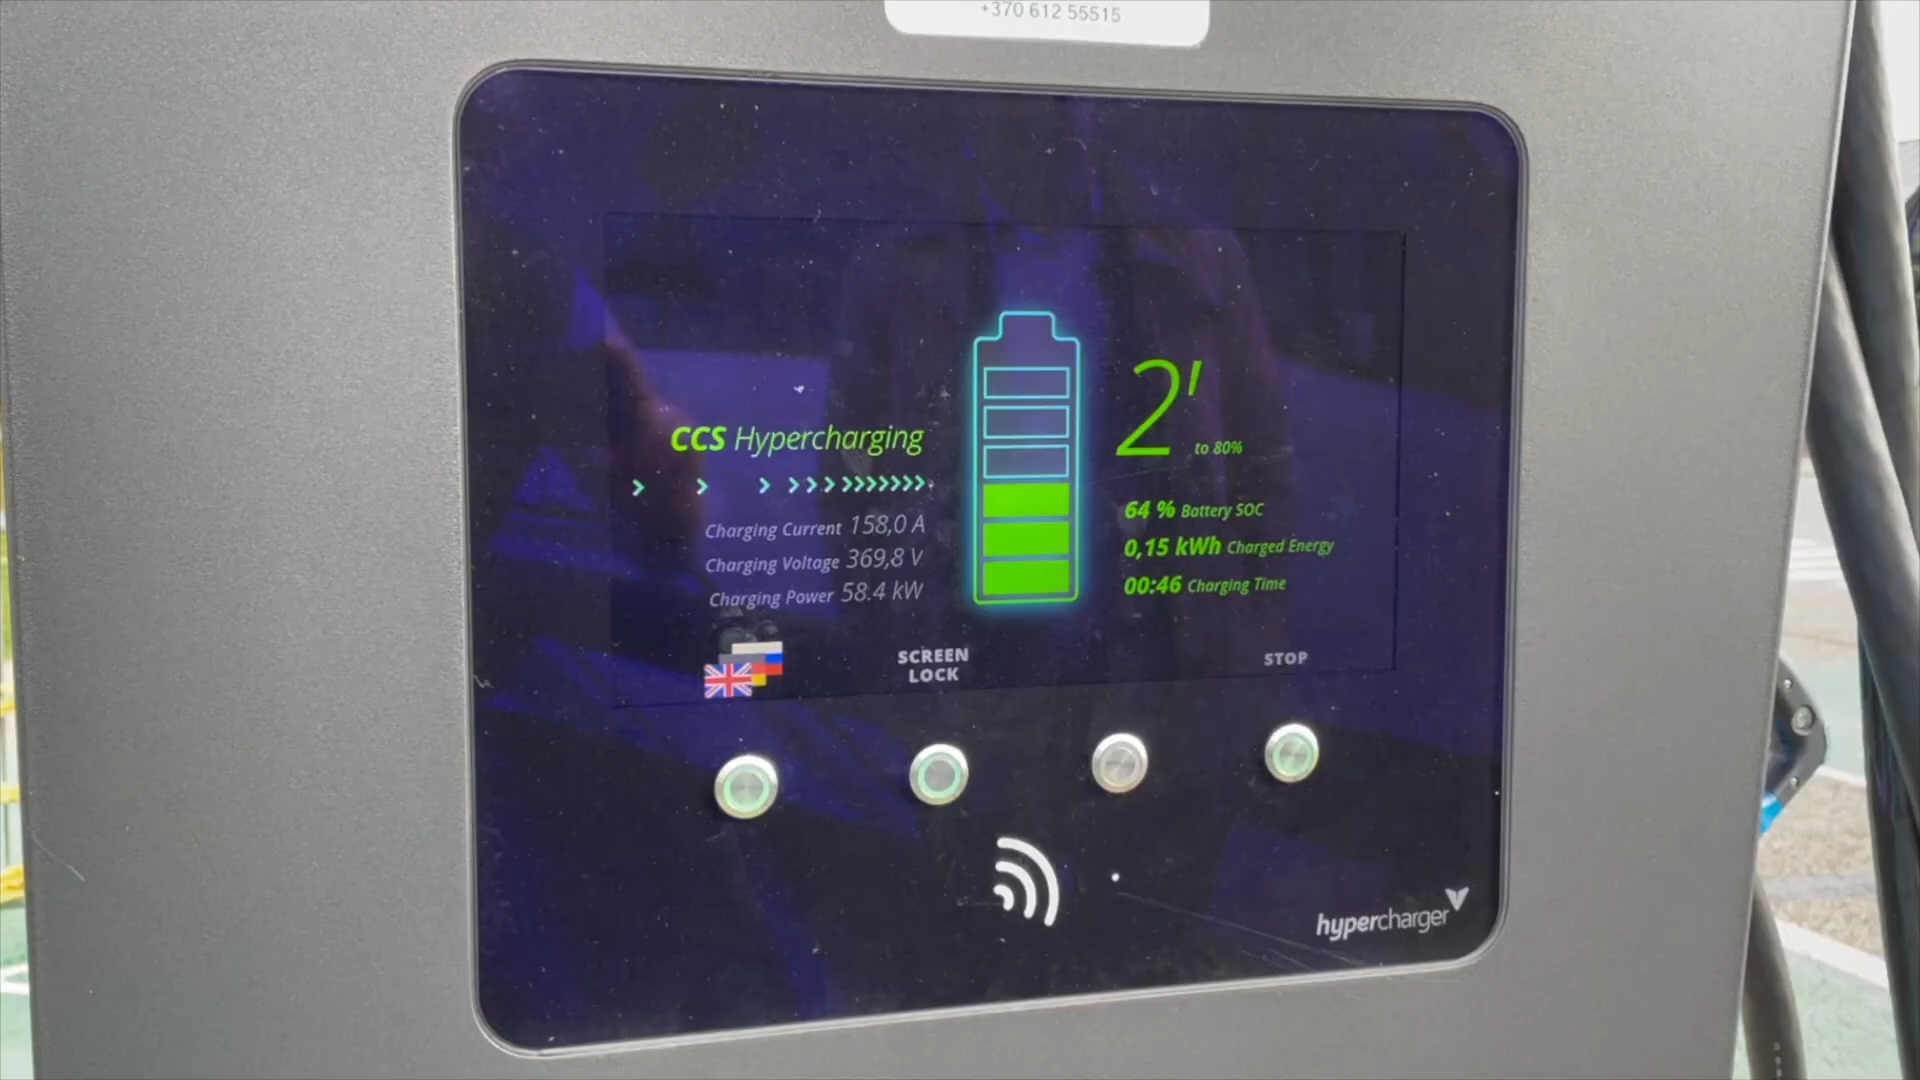 +370 612 55515
CCS Hypercharging
Charging Current 158,0 A
Charging Voltage 369,8 V
Charging Power 58.4 kW
2'
to 80%
64 % Battery SOC
0,15 kWh Charged Energy
00:46 Charging Time
SCREEN
LOCK
STOP
hypercharger